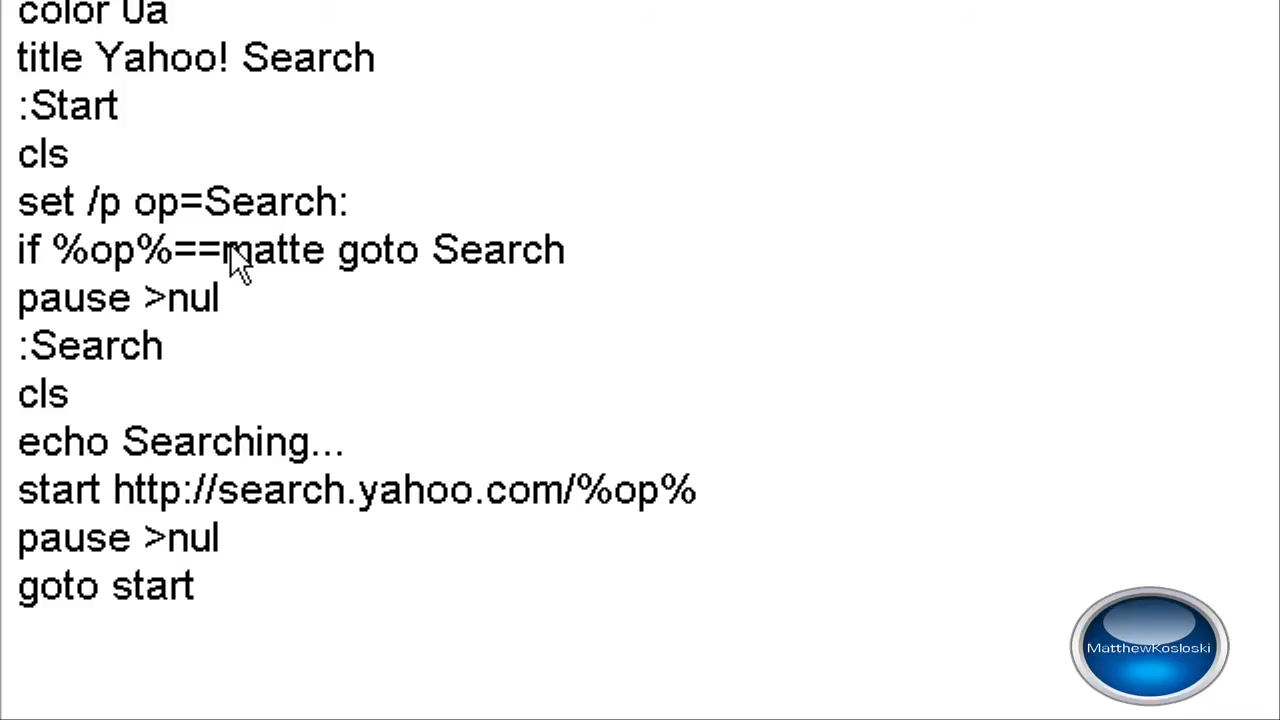 color 0a
title Yahoo! Search
:Start
cls
set /p op=Search:
if %op%==matte goto Search
pause >nul
:Search
cls
echo Searching...
start http://search.yahoo.com/%op%
pause >nul
goto start
MatthewKosloski